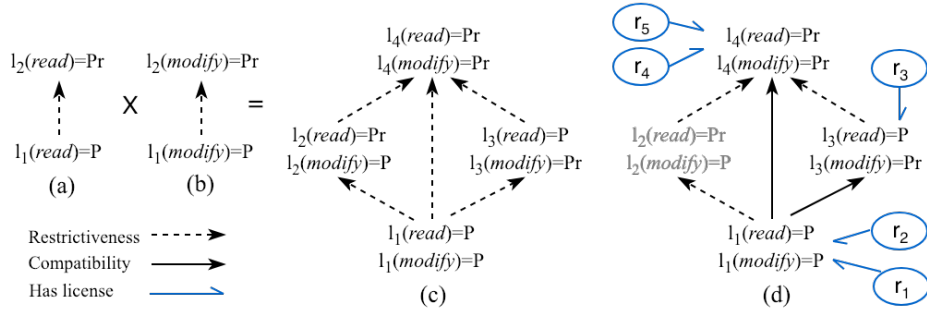 l₂(read)=Pr
l₁(read)=P
(a)
X
l₂(modify)=Pr
l₁(modify)=P
(b)
=
l₄(read)=Pr
l₄(modify)=Pr
l₂(read)=Pr
l₂(modify)=P
l₃(read)=P
l₃(modify)=Pr
l₁(read)=P
l₁(modify)=P
(c)
r₅
r₄
l₄(read)=Pr
l₄(modify)=Pr
r₃
l₂(read)=Pr
l₂(modify)=P
l₃(read)=P
l₃(modify)=Pr
l₁(read)=P
l₁(modify)=P
r₂
r₁
(d)
Restrictiveness
Compatibility
Has license